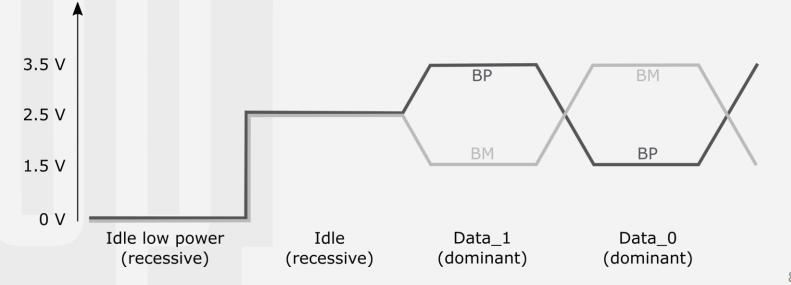 3.5 V
BP
BM
2.5 V
1.5 V
BM
BP
0 V
Idle low power
(recessive)
Idle
(recessive)
Data_1
(dominant)
Data_0
(dominant)